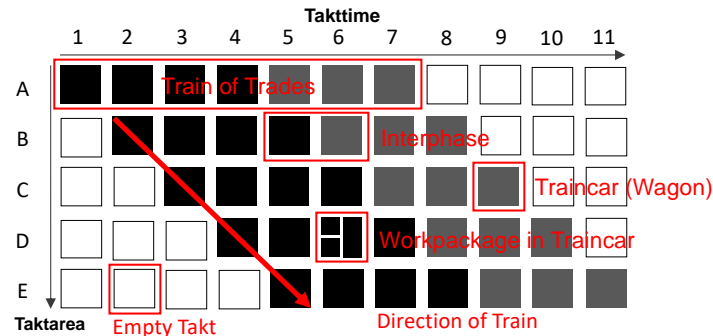 Takttime
1 2 3 4 5 6 7 8 9 10 11
A Train of Trades
B Interphase
C Traincar (Wagon)
D Workpackage in Traincar
E
Taktarea Empty Takt Direction of Train